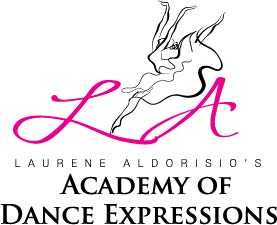 LA
LAURENE ALDORISIO'S
ACADEMY OF
DANCE EXPRESSIONS